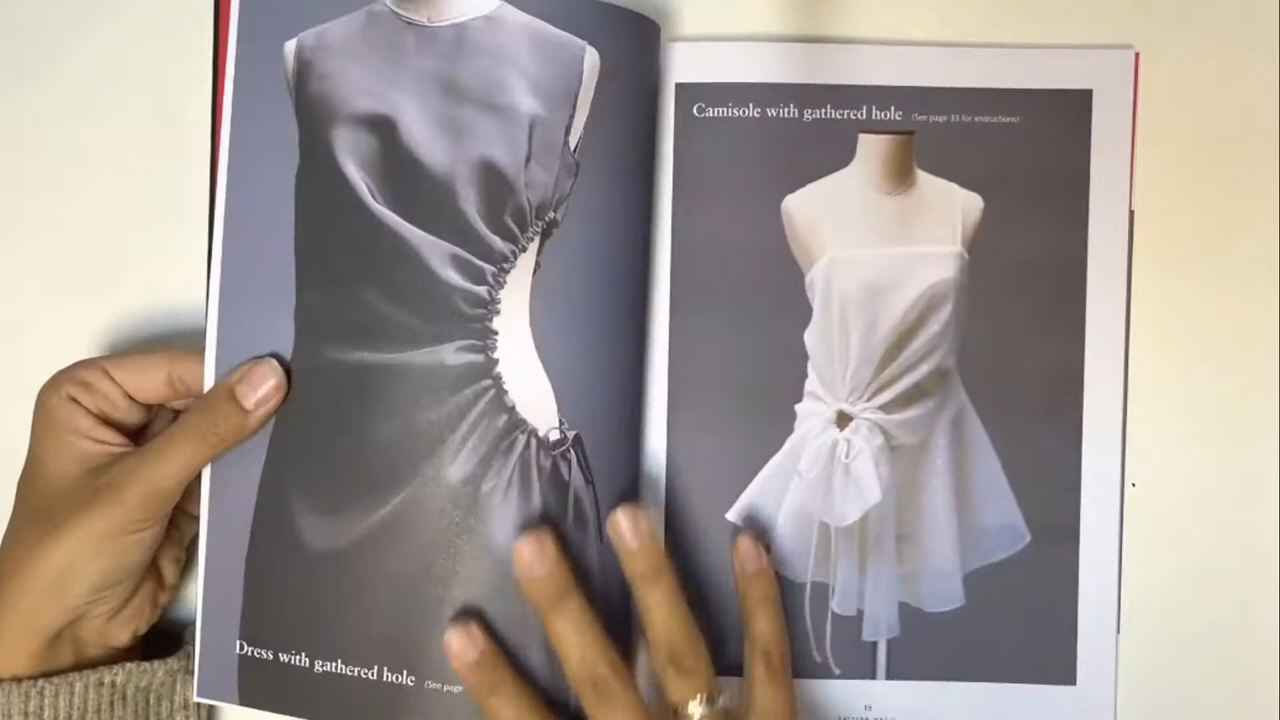 Dress with gathered hole (See page
Camisole with gathered hole (See page 33 for instructions)